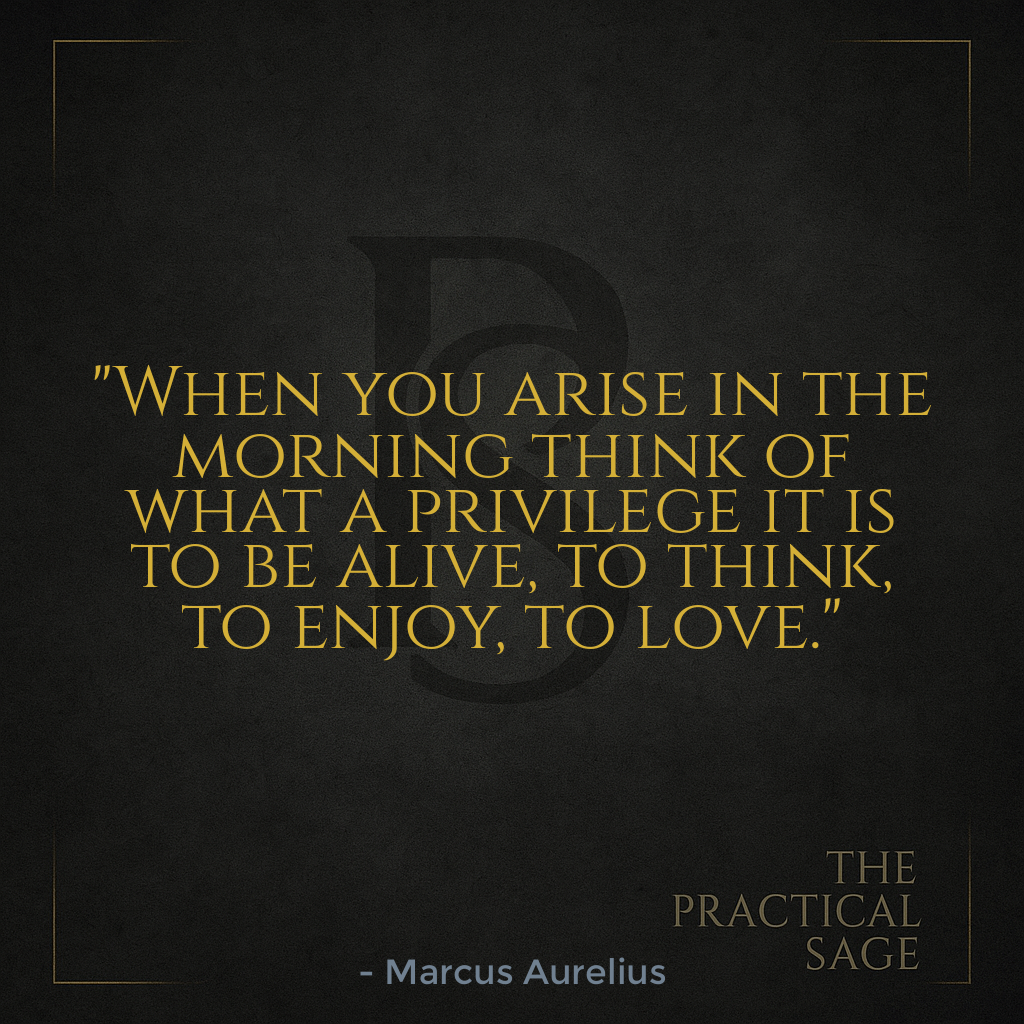 "When you arise in the
morning think of
what a privilege it is
to be alive, to think,
to enjoy, to love."
THE
PRACTICAL
SAGE
- Marcus Aurelius
PS